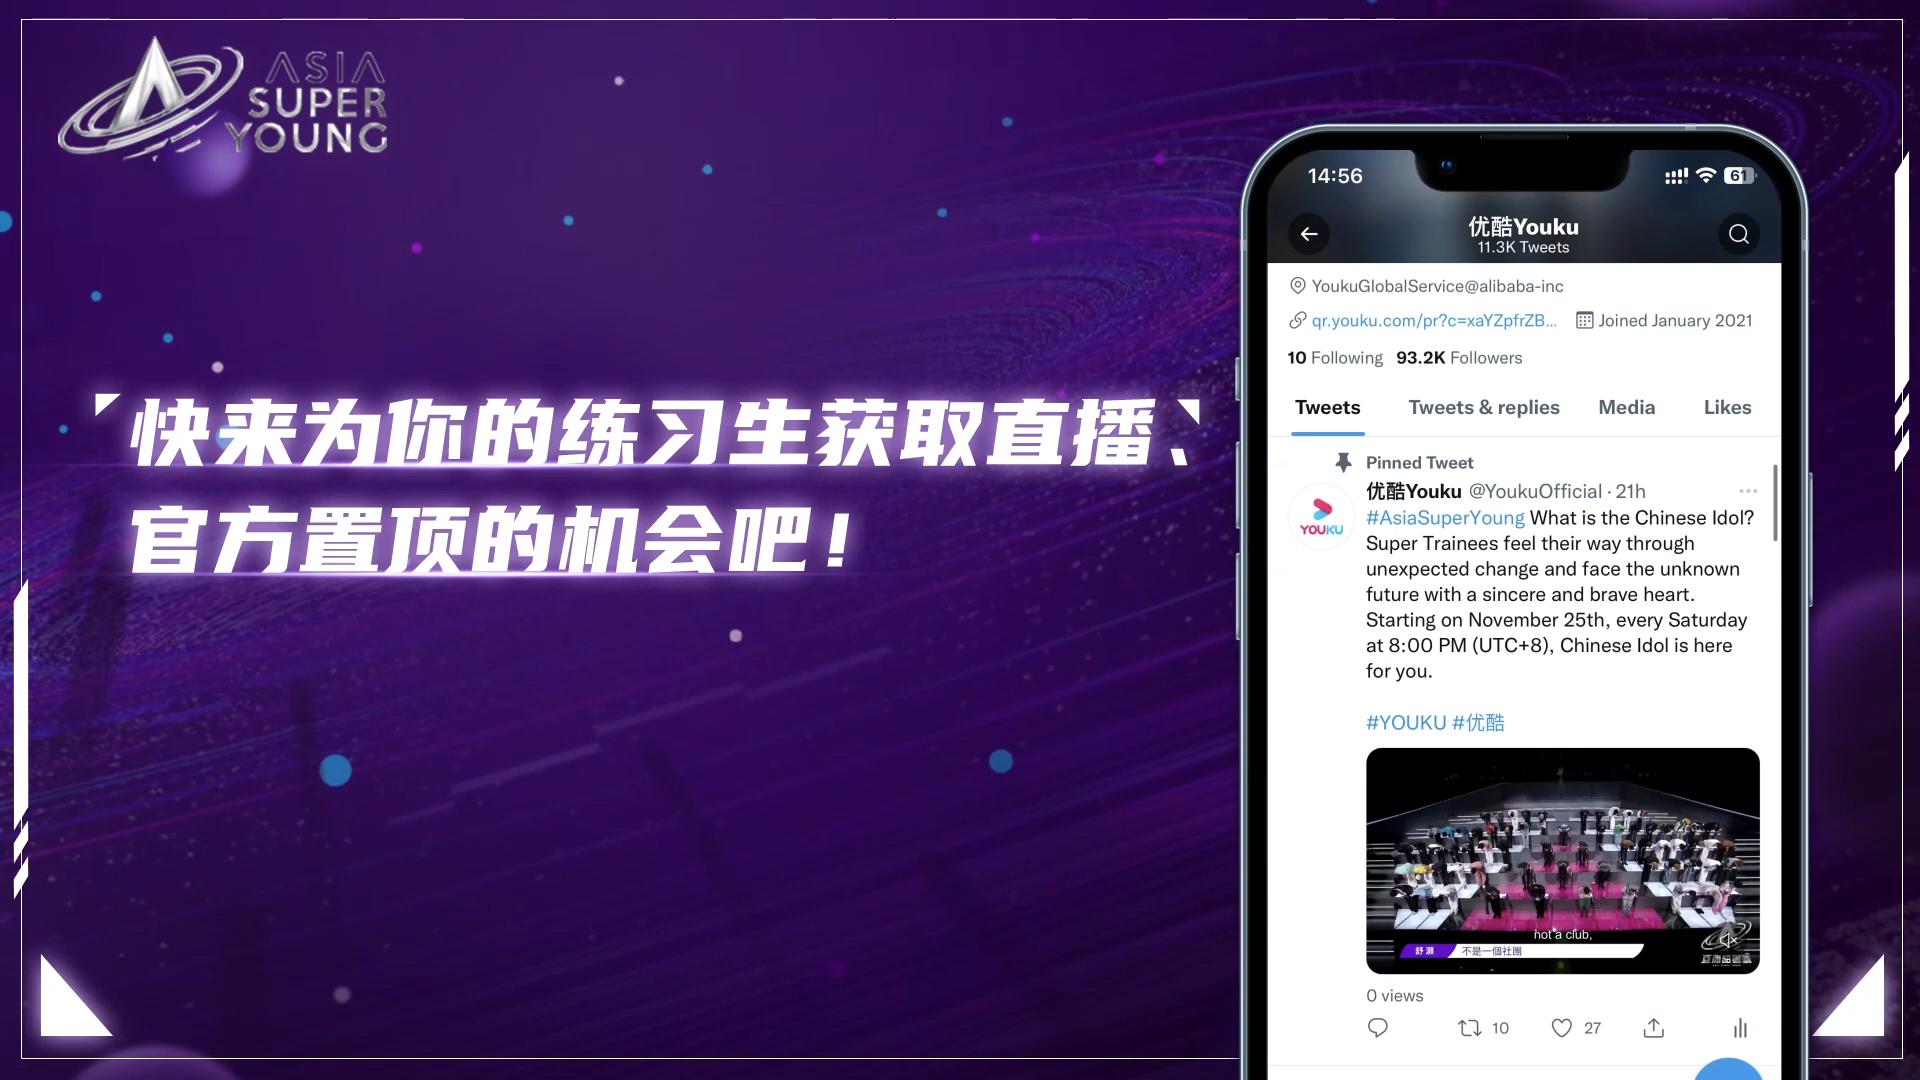 ASIA
SUPER
YOUNG
快来为你的练习生获取直播、
官方置顶的机会吧！
14:56
61
优酷Youku
11.3K Tweets
YoukuGlobalService@alibaba-inc
qr.youku.com/pr?c=xaYZpfrZB...
Joined January 2021
10 Following 93.2K Followers
Tweets
Tweets & replies
Media
Likes
Pinned Tweet
优酷Youku @YoukuOfficial · 21h
YOUKU
#AsiaSuperYoung What is the Chinese Idol?
Super Trainees feel their way through
unexpected change and face the unknown
future with a sincere and brave heart.
Starting on November 25th, every Saturday
at 8:00 PM (UTC+8), Chinese Idol is here
for you.
#YOUKU #优酷
not a club,
不是一個社團
0 views
10
27